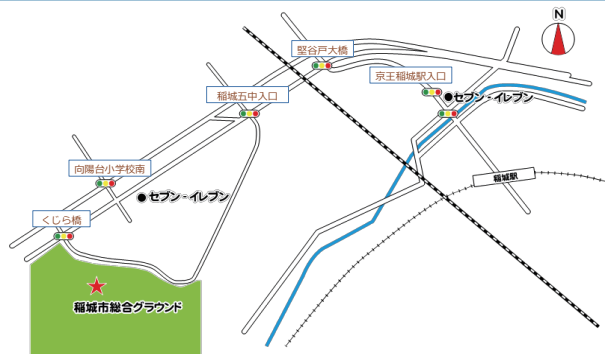 N
堅谷戸大橋
京王稲城駅入口
セブン-イレブン
稲城五中入口
稲城駅
向陽台小学校南
セブン-イレブン
くじら橋
稲城市総合グラウンド